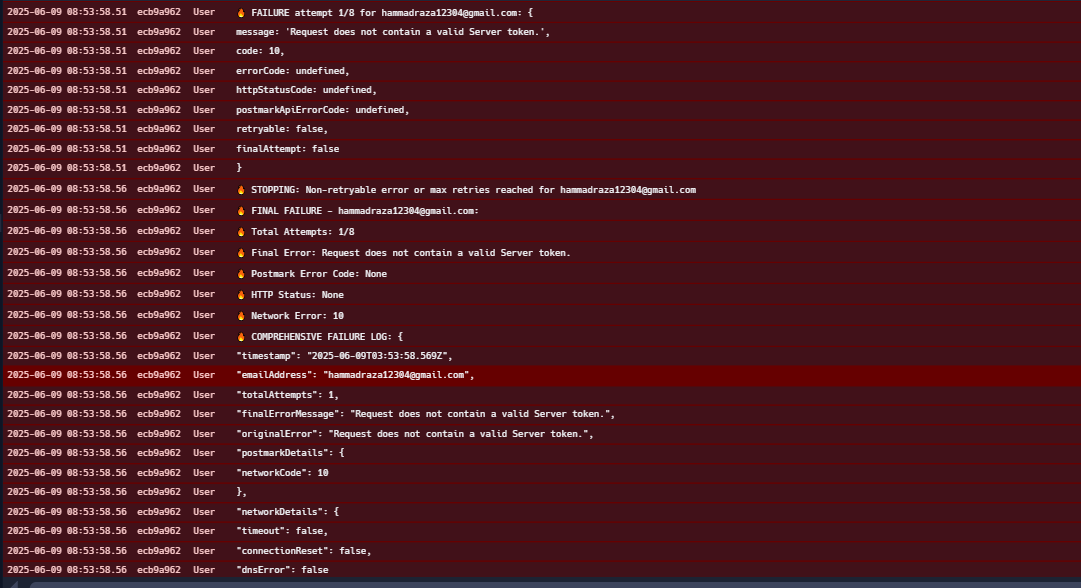 2025-06-09 08:53:58.51 ecb9a962 User 🔥 FAILURE attempt 1/8 for hammadraza12304@gmail.com: {
2025-06-09 08:53:58.51 ecb9a962 User message: 'Request does not contain a valid Server token.',
2025-06-09 08:53:58.51 ecb9a962 User code: 10,
2025-06-09 08:53:58.51 ecb9a962 User errorCode: undefined,
2025-06-09 08:53:58.51 ecb9a962 User httpStatusCode: undefined,
2025-06-09 08:53:58.51 ecb9a962 User postmarkApiErrorCode: undefined,
2025-06-09 08:53:58.51 ecb9a962 User retryable: false,
2025-06-09 08:53:58.51 ecb9a962 User finalAttempt: false
2025-06-09 08:53:58.51 ecb9a962 User }
2025-06-09 08:53:58.56 ecb9a962 User 🔥 STOPPING: Non-retryable error or max retries reached for hammadraza12304@gmail.com
2025-06-09 08:53:58.56 ecb9a962 User 🔥 FINAL FAILURE - hammadraza12304@gmail.com:
2025-06-09 08:53:58.56 ecb9a962 User 🔥 Total Attempts: 1/8
2025-06-09 08:53:58.56 ecb9a962 User 🔥 Final Error: Request does not contain a valid Server token.
2025-06-09 08:53:58.56 ecb9a962 User 🔥 Postmark Error Code: None
2025-06-09 08:53:58.56 ecb9a962 User 🔥 HTTP Status: None
2025-06-09 08:53:58.56 ecb9a962 User 🔥 Network Error: 10
2025-06-09 08:53:58.56 ecb9a962 User 🔥 COMPREHENSIVE FAILURE LOG: {
2025-06-09 08:53:58.56 ecb9a962 User "timestamp": "2025-06-09T03:53:58.569Z",
2025-06-09 08:53:58.56 ecb9a962 User "emailAddress": "hammadraza12304@gmail.com",
2025-06-09 08:53:58.56 ecb9a962 User "totalAttempts": 1,
2025-06-09 08:53:58.56 ecb9a962 User "finalErrorMessage": "Request does not contain a valid Server token.",
2025-06-09 08:53:58.56 ecb9a962 User "originalError": "Request does not contain a valid Server token.",
2025-06-09 08:53:58.56 ecb9a962 User "postmarkDetails": {
2025-06-09 08:53:58.56 ecb9a962 User "networkCode": 10
2025-06-09 08:53:58.56 ecb9a962 User },
2025-06-09 08:53:58.56 ecb9a962 User "networkDetails": {
2025-06-09 08:53:58.56 ecb9a962 User "timeout": false,
2025-06-09 08:53:58.56 ecb9a962 User "connectionReset": false,
2025-06-09 08:53:58.56 ecb9a962 User "dnsError": false